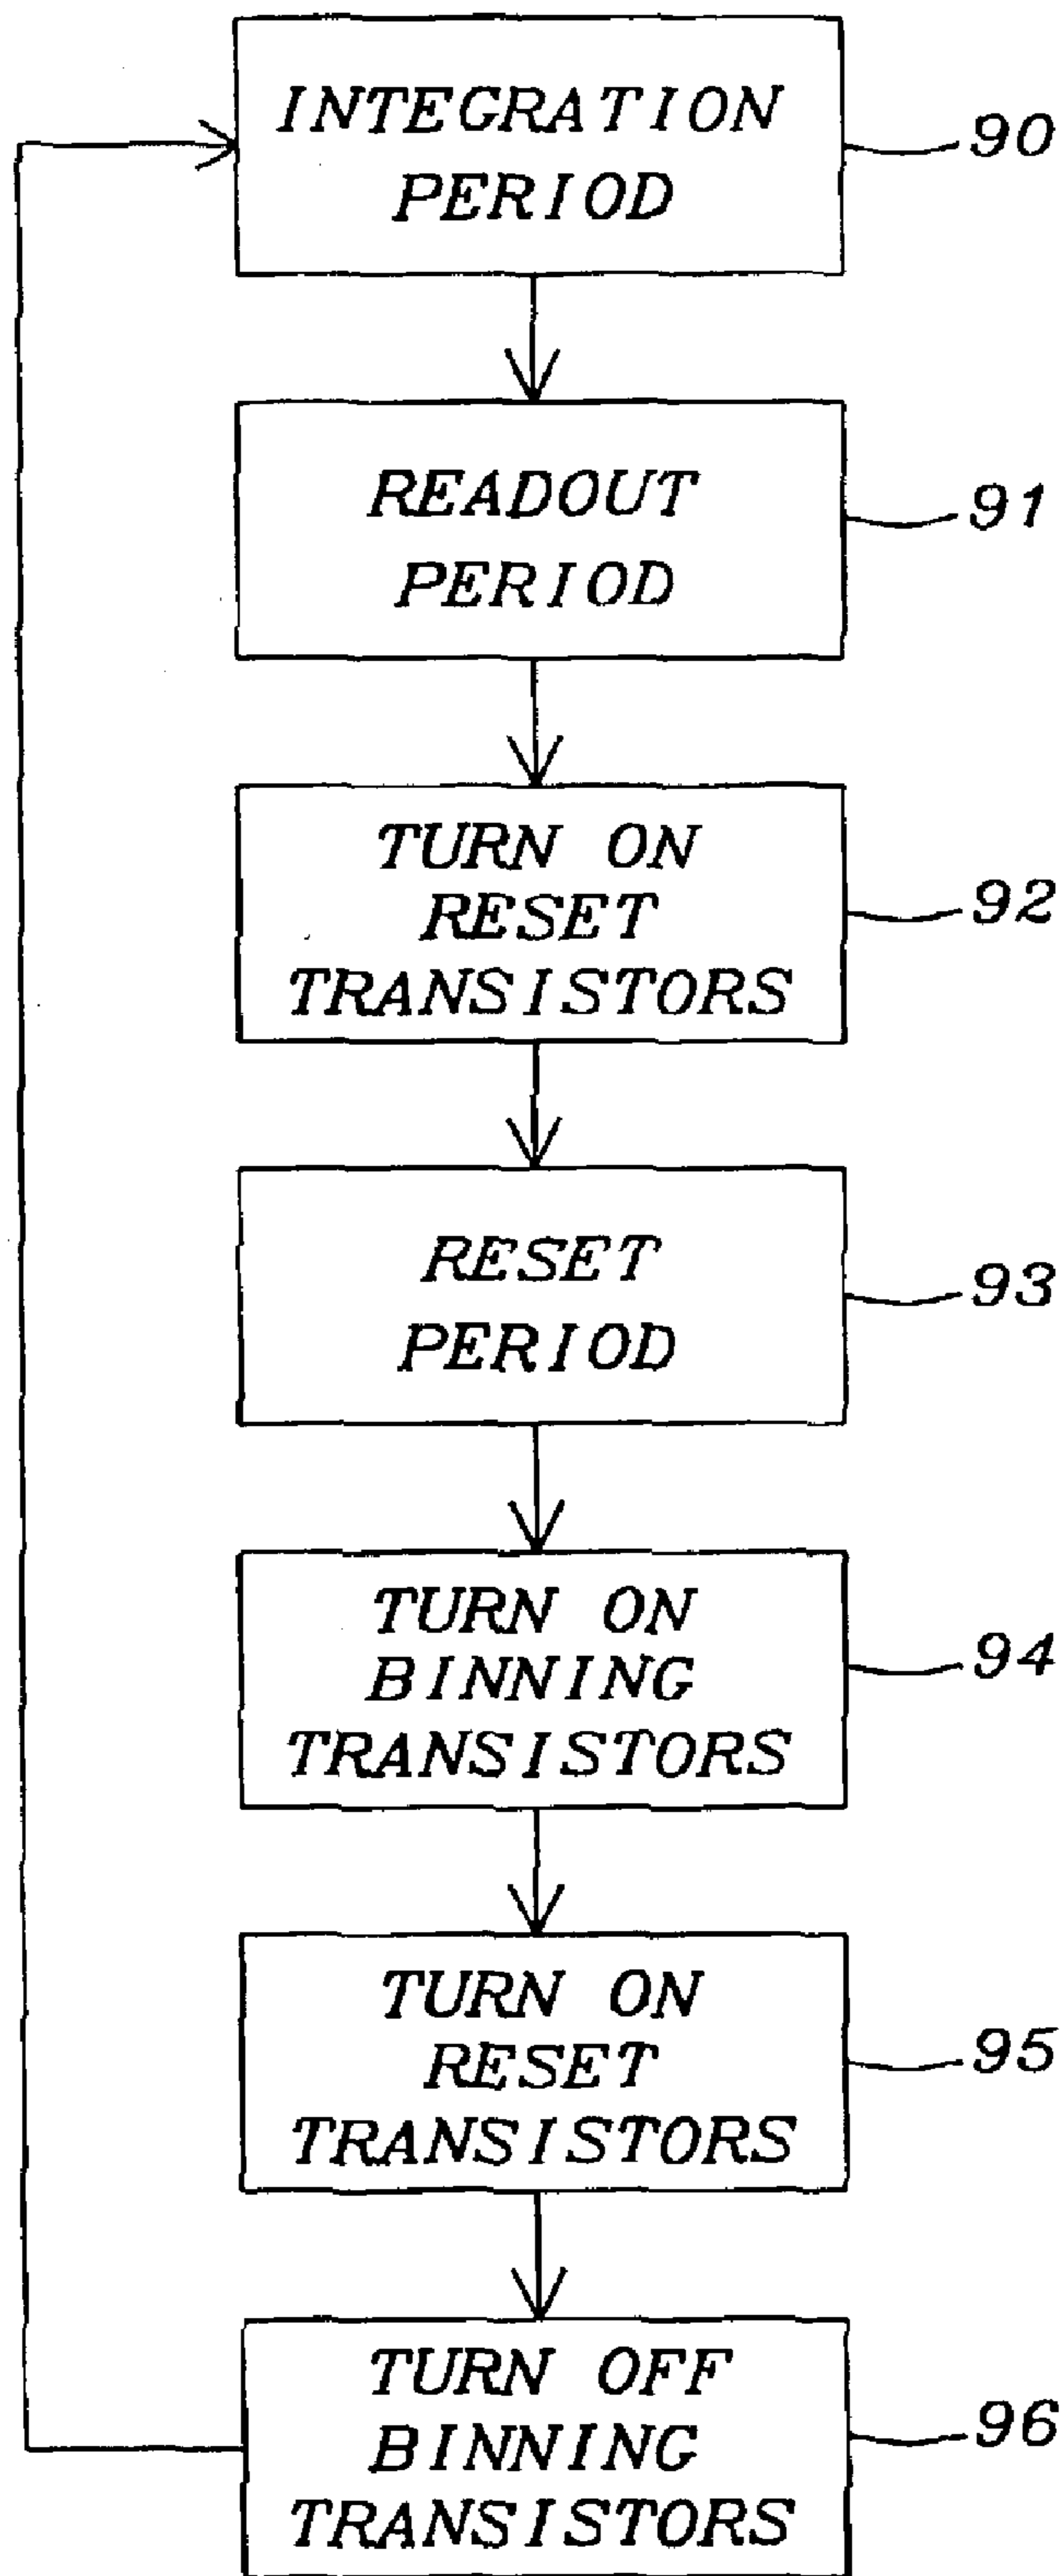 INTEGRATION
PERIOD
90
READOUT
PERIOD
91
TURN ON
RESET
TRANSISTORS
92
RESET
PERIOD
93
TURN ON
BINNING
TRANSISTORS
94
TURN ON
RESET
TRANSISTORS
95
TURN OFF
BINNING
TRANSISTORS
96